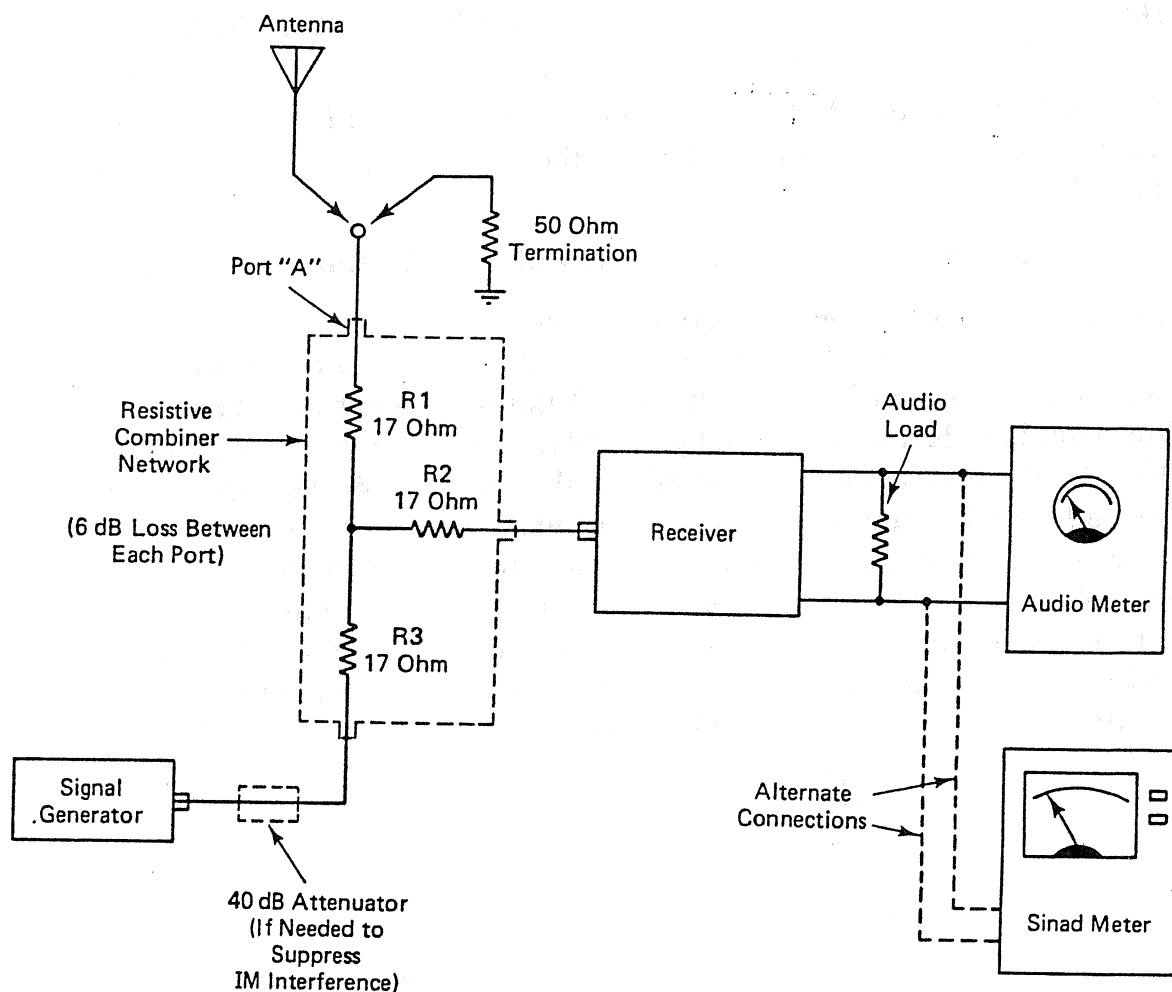 Antenna
50 Ohm
Termination
Port "A"
Resistive
Combiner
Network
R1
17 Ohm
R2
17 Ohm
(6 dB Loss Between
Each Port)
R3
17 Ohm
Receiver
Audio
Load
Audio Meter
Signal
.Generator
40 dB Attenuator
(If Needed to
Suppress
IM Interference)
Alternate
Connections
Sinad Meter